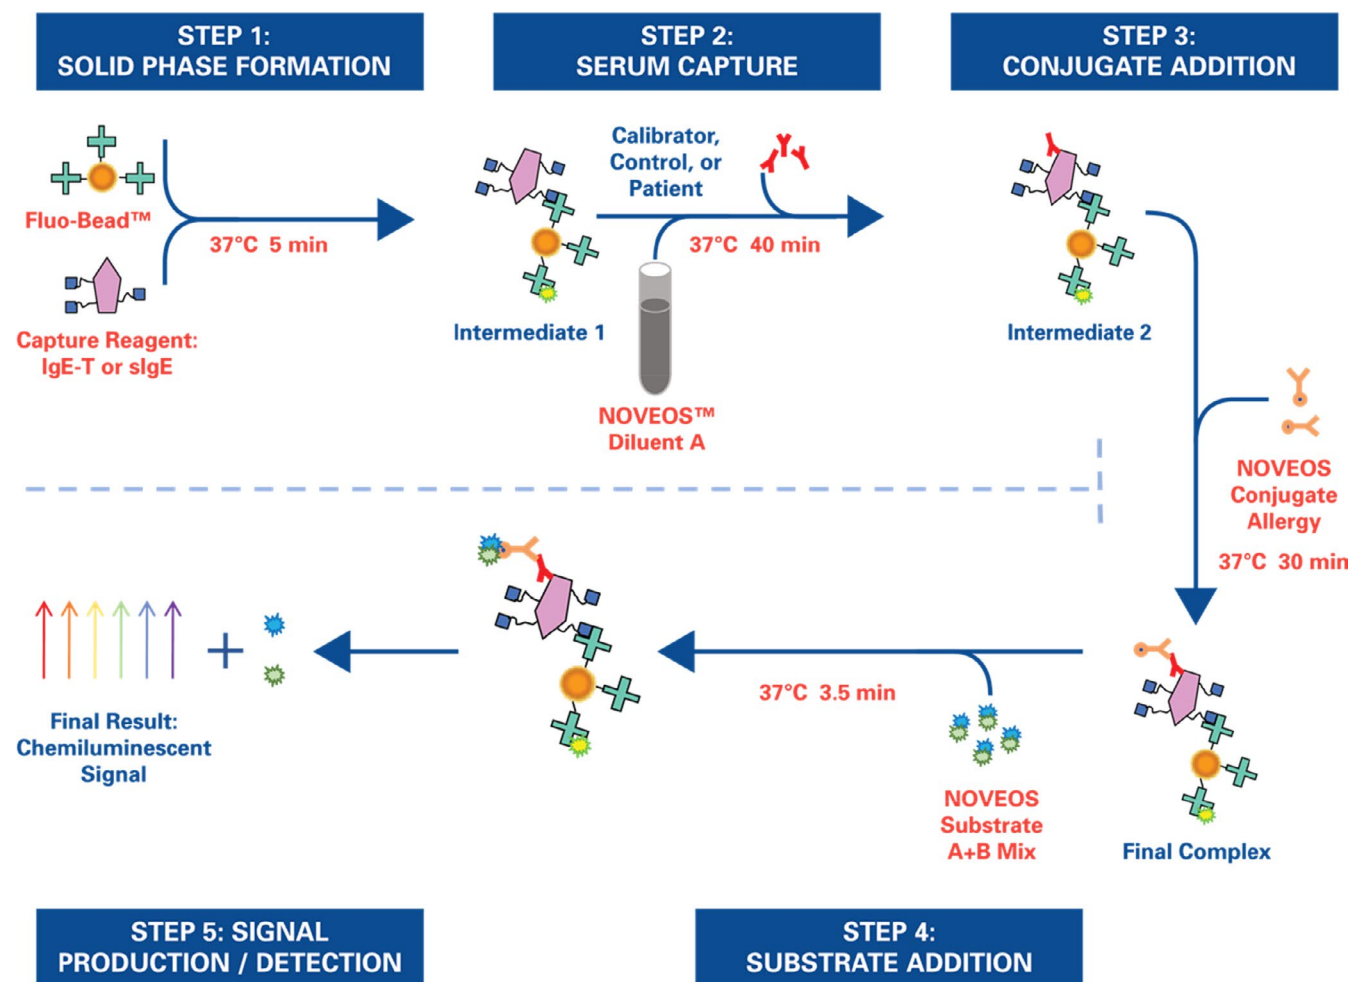 STEP 1:
SOLID PHASE FORMATION
STEP 2:
SERUM CAPTURE
STEP 3:
CONJUGATE ADDITION
Fluo-Bead™
37°C 5 min
Capture Reagent:
IgE-T or sIgE
Intermediate 1
Calibrator,
Control, or
Patient
37°C 40 min
NOVEOS™
Diluent A
Intermediate 2
NOVEOS
Conjugate
Allergy
37°C 30 min
Final Complex
37°C 3.5 min
NOVEOS
Substrate
A+B Mix
Final Result:
Chemiluminescent
Signal
STEP 5: SIGNAL
PRODUCTION / DETECTION
STEP 4:
SUBSTRATE ADDITION